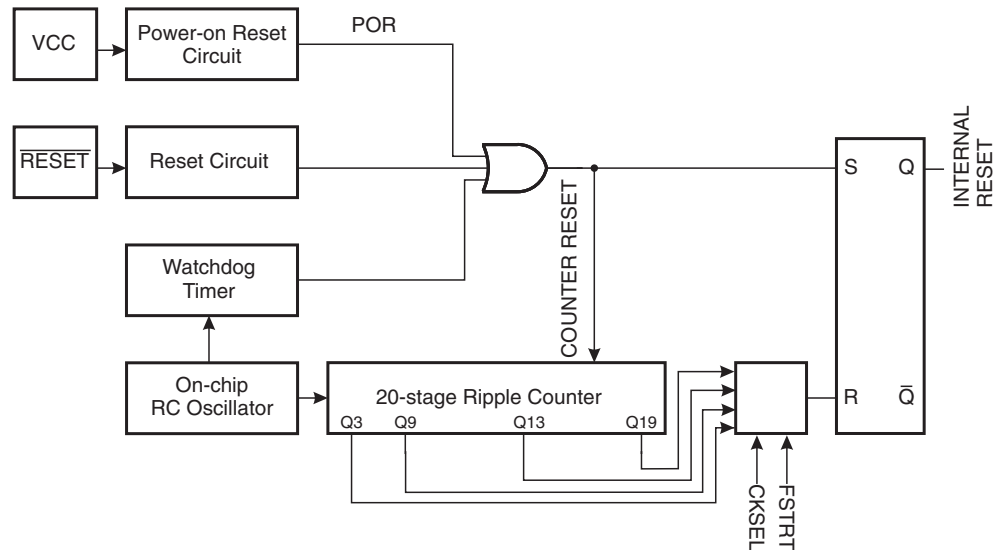 VCC
Power-on Reset
Circuit
POR
RESET
Reset Circuit
S
Q
INTERNAL
RESET
COUNTER RESET
Watchdog
Timer
On-chip
RC Oscillator
20-stage Ripple Counter
Q3
Q9
Q13
Q19
R
Q̅
CKSEL
FSTRT